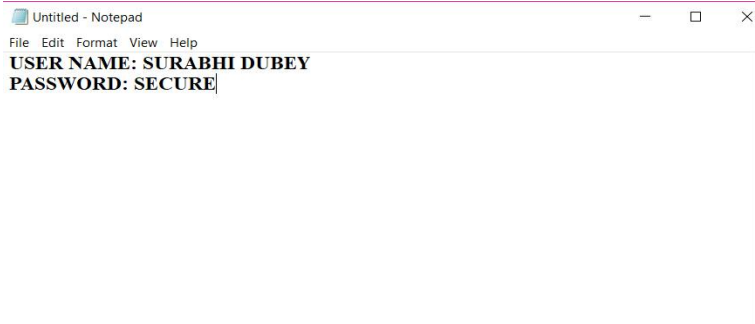 Untitled - Notepad
File Edit Format View Help
USER NAME: SURABHI DUBEY
PASSWORD: SECURE